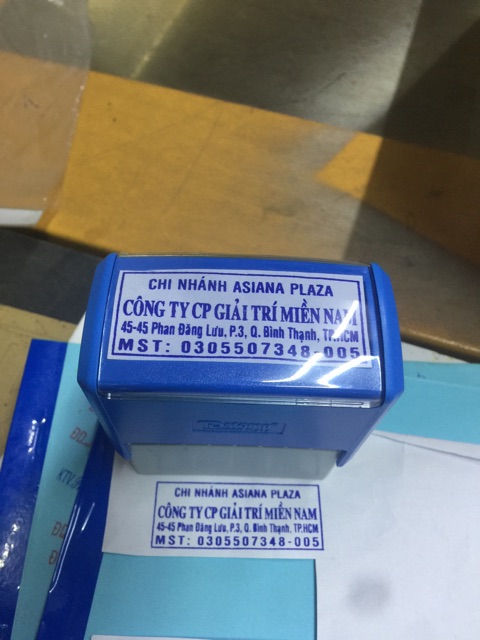 CHI NHÁNH ASIANA PLAZA
CÔNG TY CP GIẢI TRÍ MIỀN NAM
45-45 Phan Đăng Lưu, P.3, Q. Bình Thạnh, TP.HCM
MST: 0305507348-005
CHI NHÁNH ASIANA PLAZA
CÔNG TY CP GIẢI TRÍ MIỀN NAM
45-45 Phan Đăng Lưu, P.3, Q. Bình Thạnh, TP.HCM
MST: 0305507348-005